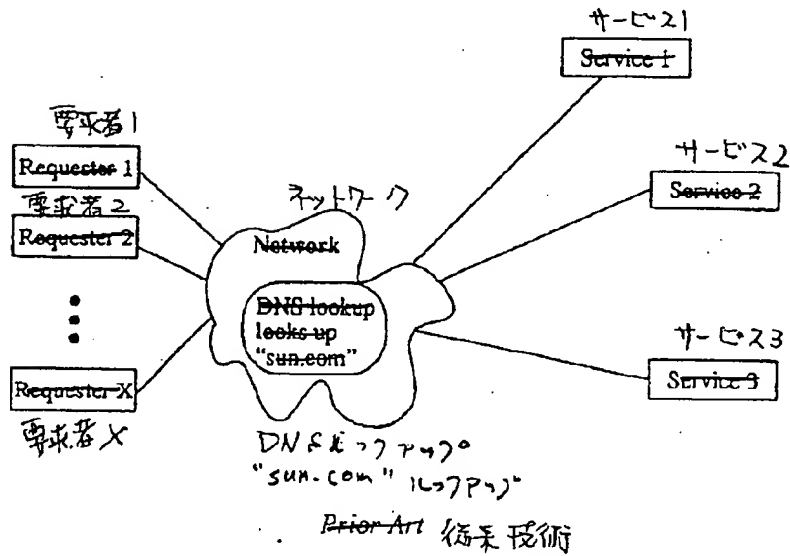 サービス1
Service 1
要求者1
Requester 1
サービス2
Service 2
要求者2
Requester 2
ネットワーク
Network
DNS lookup
looks up
"sun.com"
サービス3
Service 3
Requester X
要求者X
DNSルックアップ
"sun.com" ルックアップ
Prior Art 従来技術